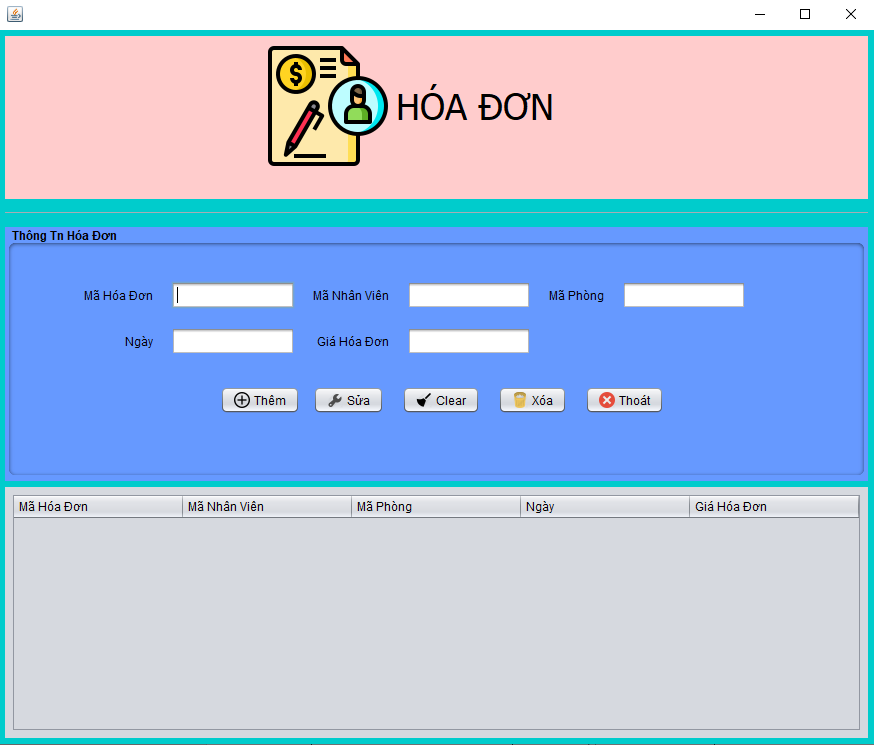 $
HÓA ĐƠN
Thông Tn Hóa Đơn
Mã Hóa Đơn Mã Nhân Viên Mã Phòng
Ngày Giá Hóa Đơn
Thêm Sửa Clear Xóa Thoát
Mã Hóa Đơn Mã Nhân Viên Mã Phòng Ngày Giá Hóa Đơn